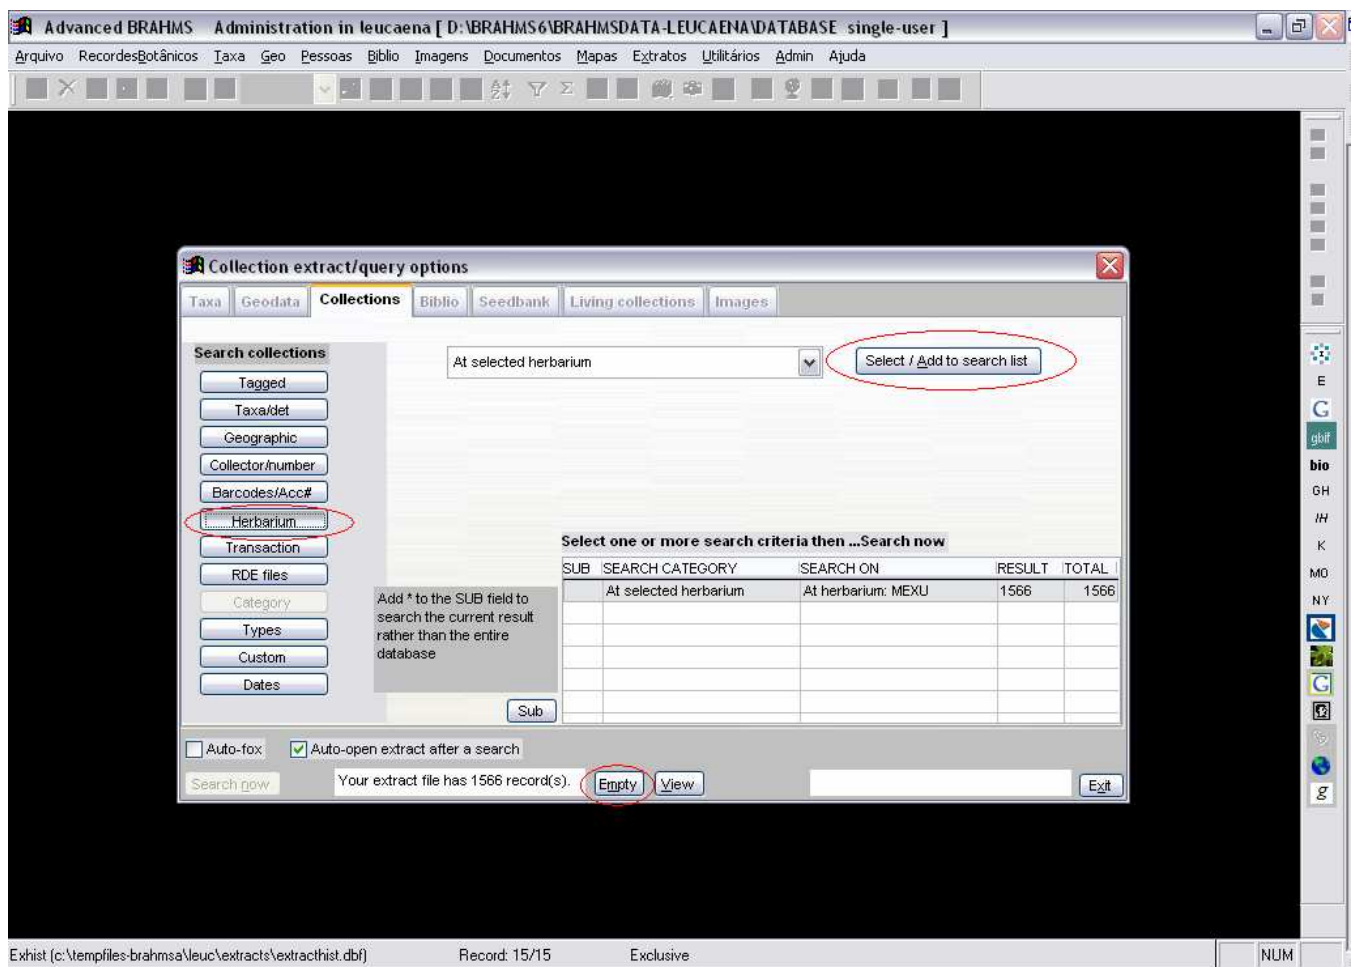 Advanced BRAHMS Administration in leucaena [ D:\BRAHMS6\BRAHMSDATA-LEUCAENA\DATABASE single-user ]
Arquivo RecordesBotânicos Taxa Geo Pessoas Biblio Imagens Documentos Mapas Extratos Utilitários Admin Ajuda
Collection extract/query options
Taxa Geodata Collections Biblio Seedbank Living collections Images
Search collections
At selected herbarium
Select / Add to search list
Tagged
Taxa/det
Geographic
Collector/number
Barcodes/Acc#
Herbarium
Transaction
RDE files
Category
Types
Custom
Dates
Add * to the SUB field to
search the current result
rather than the entire
database
Sub
Select one or more search criteria then ...Search now
SUB SEARCH CATEGORY SEARCH ON RESULT TOTAL
At selected herbarium At herbarium: MEXU 1566 1566
Auto-fox Auto-open extract after a search
Search now Your extract file has 1566 record(s). Empty View Exit
E
G
gbif
bio
GH
IH
K
MO
NY
G
g
Exhist (c:\tempfiles-brahmsa\leuc\extracts\extracthist.dbf) Record: 15/15 Exclusive NUM